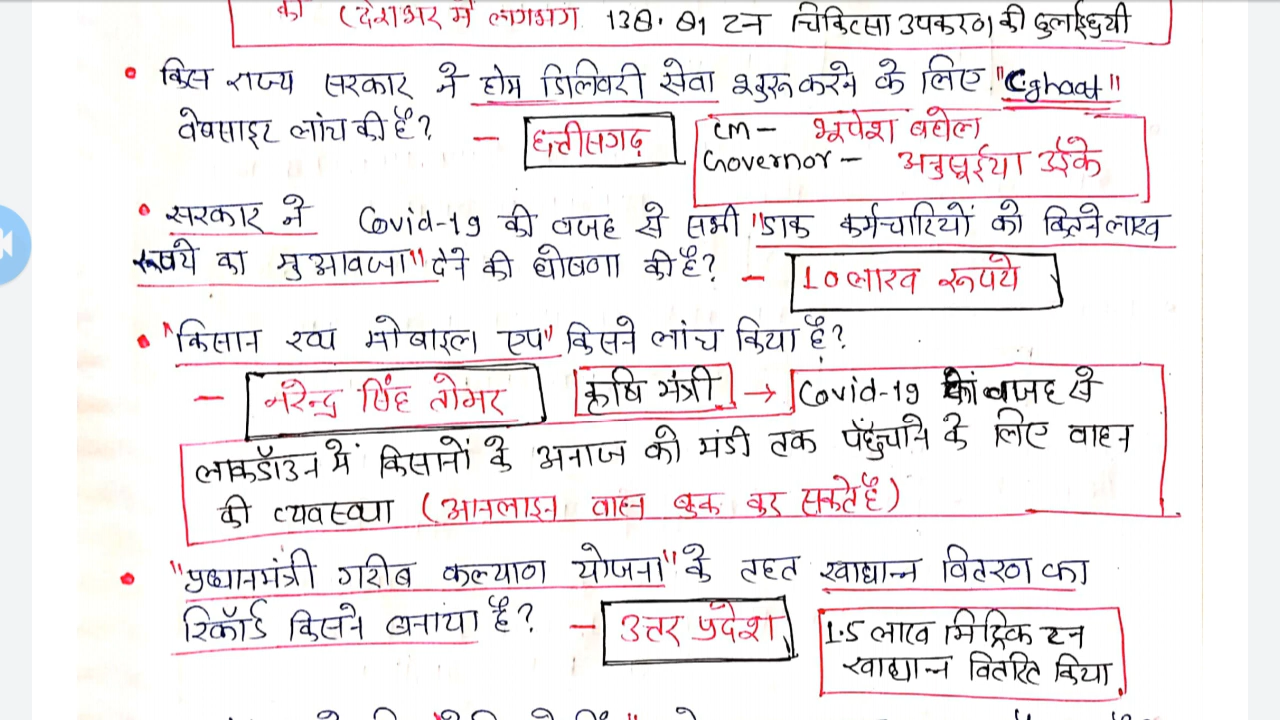 को (देशभर में लगभग 138.81 टन चिकित्सा उपकरणों की ढुलाई हुयी
• किस राज्य सरकार ने होम डिलिवरी सेवा शुरू करने के लिए "Cghaat"
वेबसाइट लांच की है? — छत्तीसगढ़
CM - भूपेश बघेल
Governor - अनुसूईया उईके
• सरकार ने Covid-19 की वजह से सभी "डाक कर्मचारियों को कितने लाख
रूपये का मुआवजा" देने की घोषणा की है? — 10 लाख रूपये
• "किसान रथ मोबाइल एप" किसने लांच किया है?
— नरेन्द्र सिंह तोमर कृषि मंत्री → Covid-19 की वजह से
लाकडॉउन में किसानों के अनाज को मंडी तक पहुँचाने के लिए वाहन
की व्यवस्था (आनलाइन वाहन बुक कर सकते है)
• "प्रधानमंत्री गरीब कल्याण योजना" के तहत खाद्यान्न वितरण का
रिकॉर्ड किसने बनाया है? — उत्तर प्रदेश
1.5 लाख मिट्रिक टन
खाद्यान्न वितरित किया